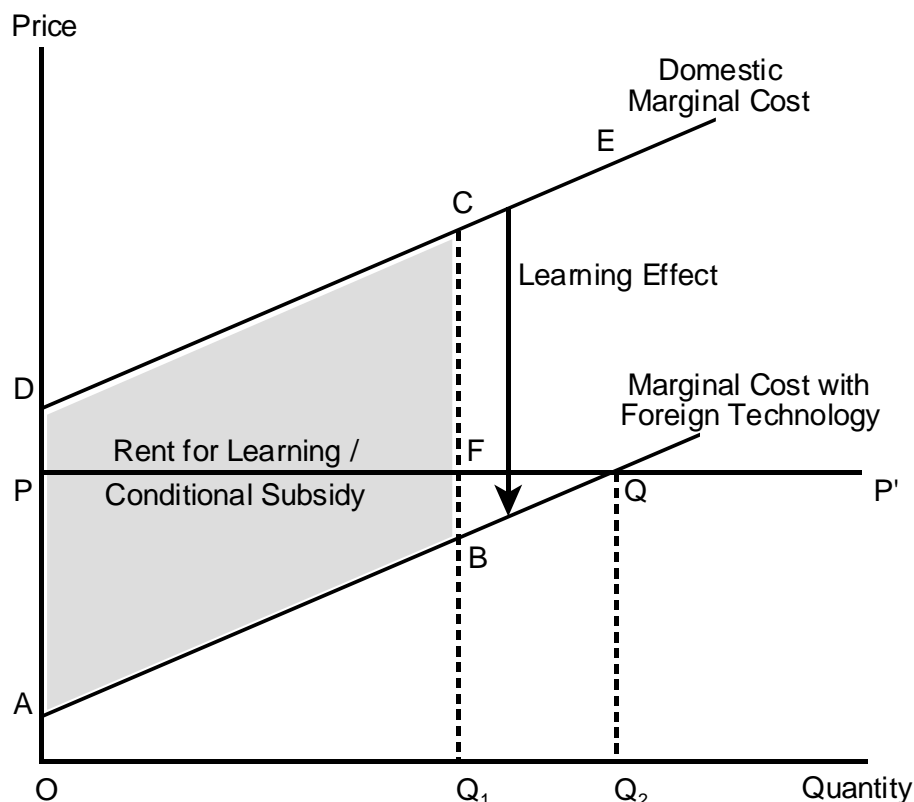 Price
Domestic
Marginal Cost
E
C
Learning Effect
D
Marginal Cost with
Foreign Technology
Rent for Learning /
F
P
Conditional Subsidy
Q
P'
B
A
O
Q₁
Q₂
Quantity